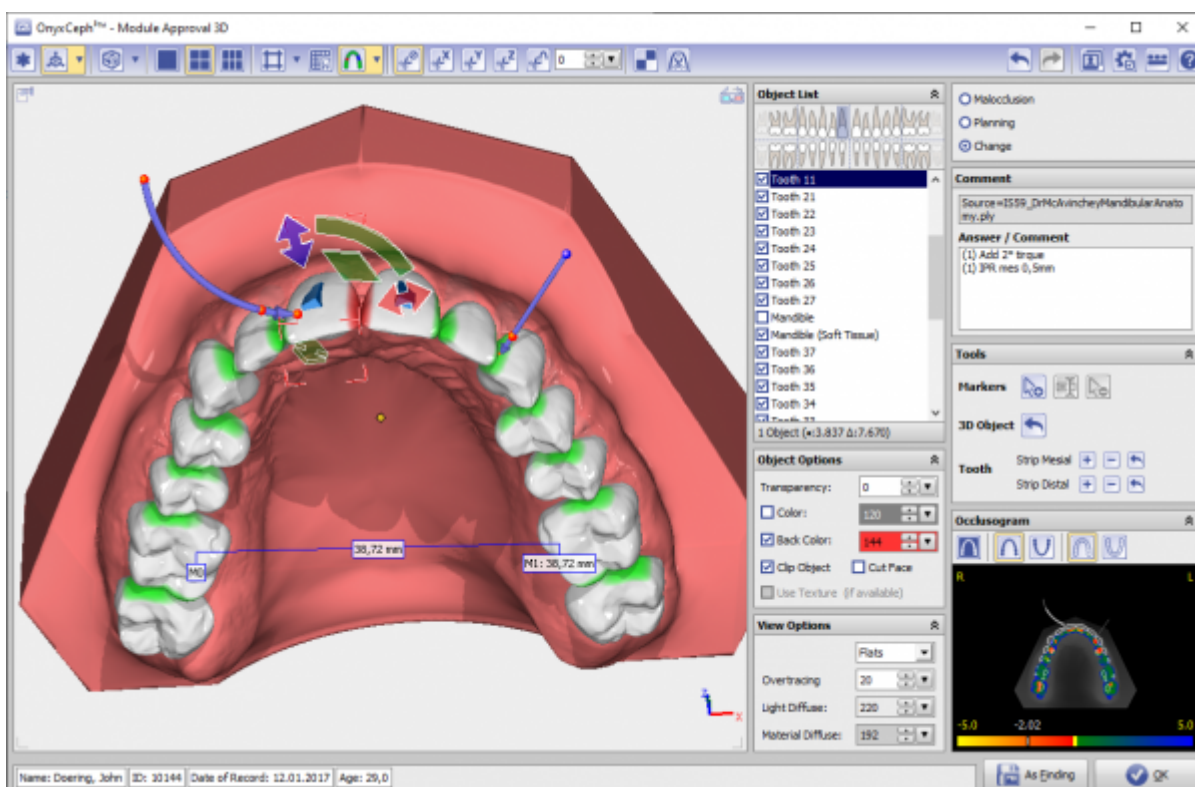 OnyxCeph³™ - Module Approval 3D
0
Object List
Tooth 11
Tooth 21
Tooth 22
Tooth 23
Tooth 24
Tooth 25
Tooth 26
Tooth 27
Mandible
Mandible (Soft Tissue)
Tooth 37
Tooth 36
Tooth 35
Tooth 34
1 Object (•:3.837 Δ:7.670)
Object Options
Transparency: 0
Color: 120
Back Color: 144
Clip Object Cut Face
Use Texture (if available)
View Options
Flats
Overtracing 20
Light Diffuse: 220
Material Diffuse: 192
Malocclusion
Planning
Change
Comment
Source=IS59_DrMcAvincheyMandibularAnato
my.ply
Answer / Comment
(1) Add 2° tirque
(1) IPR mes 0,5mm
Tools
Markers
3D Object
Tooth
Strip Mesial + −
Strip Distal + −
Occlusogram
R L
-5.0 -2.02 5.0
38,72 mm
M0
M1: 38,72 mm
z
x
Name: Doering, John ID: 10144 Date of Record: 12.01.2017 Age: 29,0
As Finding
OK